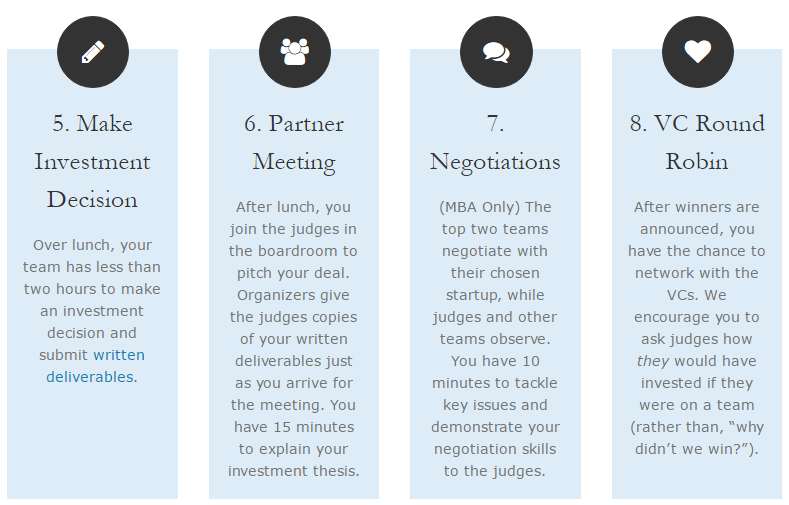 5. Make
Investment
Decision
Over lunch, your
team has less than
two hours to make
an investment
decision and
submit written
deliverables.
6. Partner
Meeting
After lunch, you
join the judges in
the boardroom to
pitch your deal.
Organizers give
the judges copies
of your written
deliverables just
as you arrive for
the meeting. You
have 15 minutes
to explain your
investment thesis.
7.
Negotiations
(MBA Only) The
top two teams
negotiate with
their chosen
startup, while
judges and other
teams observe.
You have 10
minutes to tackle
key issues and
demonstrate your
negotiation skills
to the judges.
8. VC Round
Robin
After winners are
announced, you
have the chance to
network with the
VCs. We
encourage you to
ask judges how
they would have
invested if they
were on a team
(rather than, “why
didn’t we win?”).